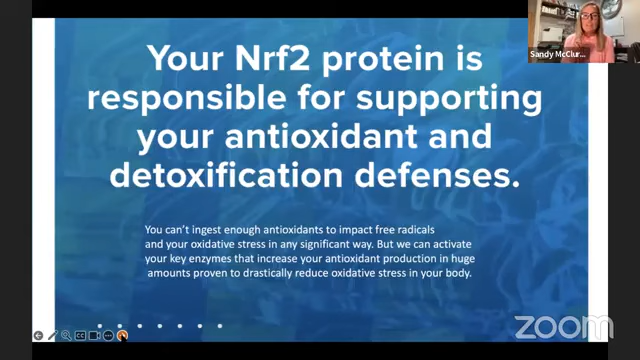 Your Nrf2 protein is
responsible for supporting
your antioxidant and
detoxification defenses.
You can't ingest enough antioxidants to impact free radicals
and your oxidative stress in any significant way. But we can activate
your key enzymes that increase your antioxidant production in huge
amounts proven to drastically reduce oxidative stress in your body.
Sandy McClur...
CC
zoom